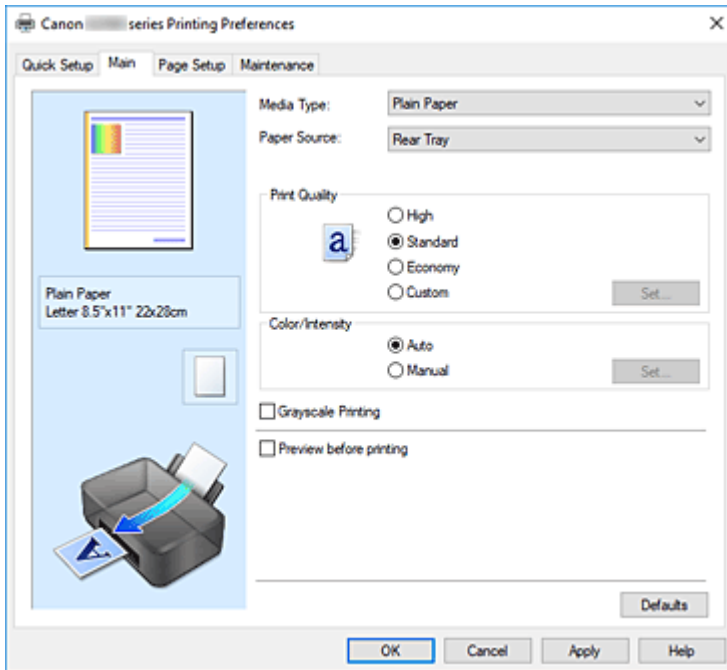 Canon series Printing Preferences
Quick Setup Main Page Setup Maintenance
Media Type: Plain Paper
Paper Source: Rear Tray
Print Quality
a
High
Standard
Economy
Custom Set...
Plain Paper
Letter 8.5"x11" 22x28cm
Color/Intensity
Auto
Manual Set...
Grayscale Printing
Preview before printing
A
Defaults
OK Cancel Apply Help